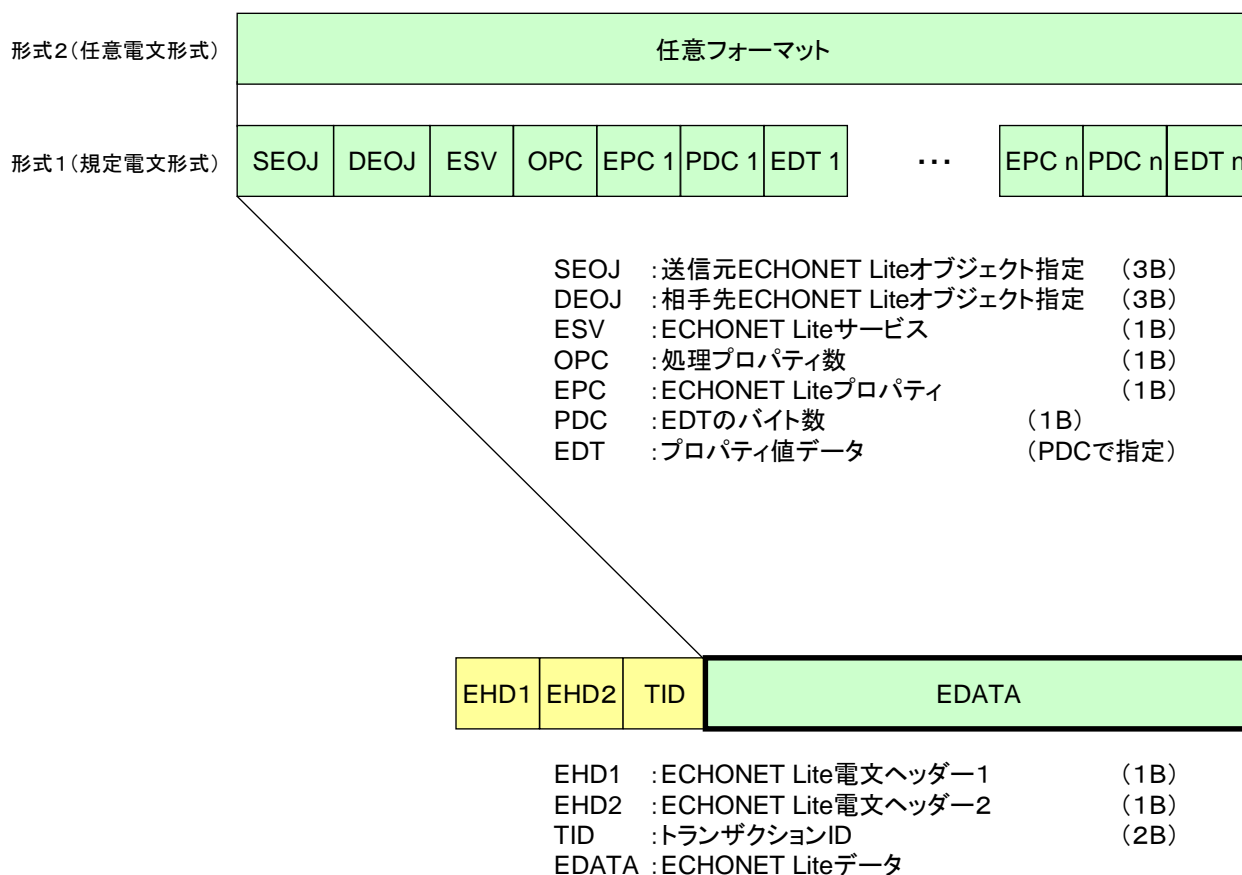 形式2（任意電文形式） 任意フォーマット
形式1（規定電文形式） SEOJ DEOJ ESV OPC EPC 1 PDC 1 EDT 1 ･･･ EPC n PDC n EDT n
SEOJ ：送信元ECHONET Liteオブジェクト指定 （3B）
DEOJ ：相手先ECHONET Liteオブジェクト指定 （3B）
ESV ：ECHONET Liteサービス （1B）
OPC ：処理プロパティ数 （1B）
EPC ：ECHONET Liteプロパティ （1B）
PDC ：EDTのバイト数 （1B）
EDT ：プロパティ値データ （PDCで指定）
EHD1 EHD2 TID EDATA
EHD1 ：ECHONET Lite電文ヘッダー1 （1B）
EHD2 ：ECHONET Lite電文ヘッダー2 （1B）
TID ：トランザクションID （2B）
EDATA ：ECHONET Liteデータ